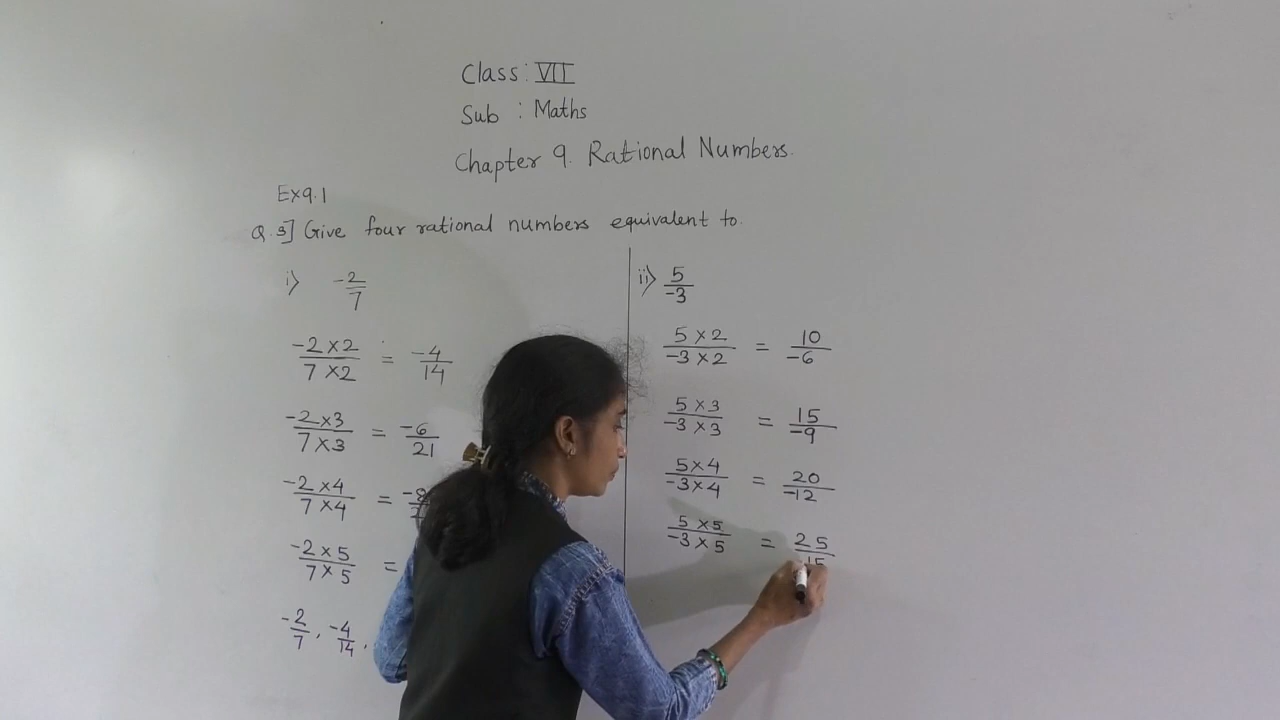 Class : VII
Sub : Maths
Chapter 9. Rational Numbers.
Ex9.1
Q.3] Give four rational numbers equivalent to.
i) -2/7
-2×2/7×2 = -4/14
-2×3/7×3 = -6/21
-2×4/7×4 =
-2×5/7×5 =
-2/7, -4/14,
ii) 5/-3
5×2/-3×2 = 10/-6
5×3/-3×3 = 15/-9
5×4/-3×4 = 20/-12
5×5/-3×5 = 25/15